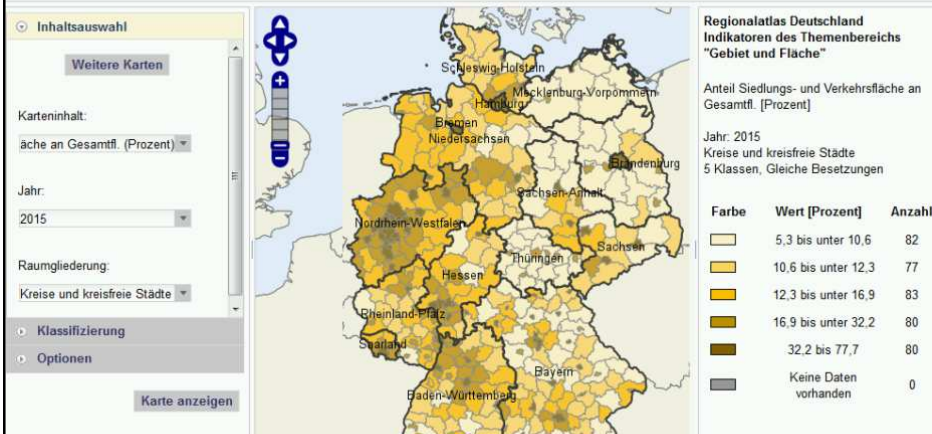 Inhaltsauswahl
Weitere Karten
Karteninhalt:
äche an Gesamtfl. (Prozent)
Jahr:
2015
Raumgliederung:
Kreise und kreisfreie Städte
Klassifizierung
Optionen
Karte anzeigen
Schleswig-Holstein
Mecklenburg-Vorpommern
Hamburg
Bremen
Niedersachsen
Brandenburg
Sachsen-Anhalt
Nordrhein-Westfalen
Sachsen
Thüringen
Hessen
Rheinland-Pfalz
Saarland
Bayern
Baden-Württemberg
Regionalatlas Deutschland
Indikatoren des Themenbereichs
"Gebiet und Fläche"
Anteil Siedlungs- und Verkehrsfläche an
Gesamtfl. [Prozent]
Jahr: 2015
Kreise und kreisfreie Städte
5 Klassen, Gleiche Besetzungen
Farbe Wert [Prozent] Anzahl
5,3 bis unter 10,6 82
10,6 bis unter 12,3 77
12,3 bis unter 16,9 83
16,9 bis unter 32,2 80
32,2 bis 77,7 80
Keine Daten
vorhanden 0